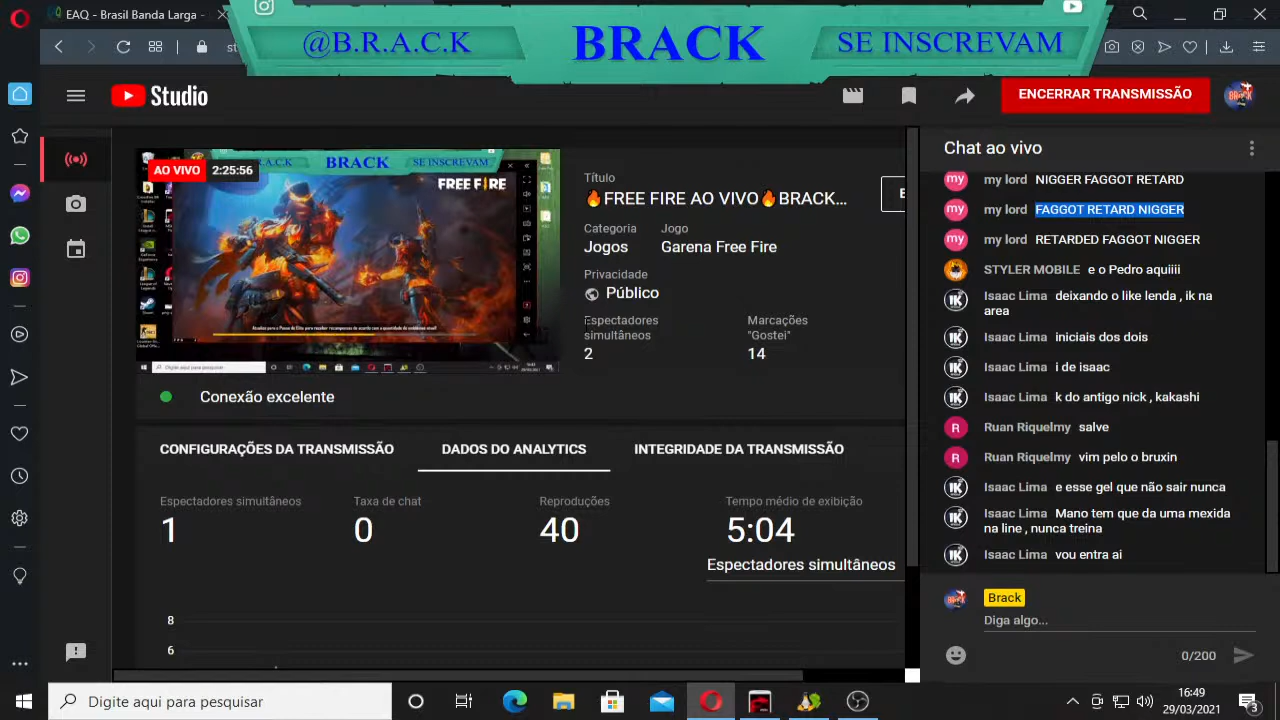 EAQ - Brasil Banda Larga -
@B.R.A.C.K
BRACK
SE INSCREVAM
Studio
ENCERRAR TRANSMISSÃO
AO VIVO 2:25:56
BRACK
SE INSCREVAM
FREE FIRE
Título
🔥FREE FIRE AO VIVO🔥BRACK...
Categoria
Jogo
Jogos
Garena Free Fire
Privacidade
Público
Espectadores
simultâneos
Marcações
"Gostei"
2
14
Conexão excelente
CONFIGURAÇÕES DA TRANSMISSÃO
DADOS DO ANALYTICS
INTEGRIDADE DA TRANSMISSÃO
Espectadores simultâneos
Taxa de chat
Reproduções
Tempo médio de exibição
1
0
40
5:04
Espectadores simultâneos
8
6
Chat ao vivo
my my lord NIGGER FAGGOT RETARD
my my lord FAGGOT RETARD NIGGER
my my lord RETARDED FAGGOT NIGGER
STYLER MOBILE e o Pedro aquiiii
Isaac Lima deixando o like lenda , ik na
area
Isaac Lima iniciais dos dois
Isaac Lima i de isaac
Isaac Lima k do antigo nick , kakashi
R Ruan Riquelmy salve
R Ruan Riquelmy vim pelo o bruxin
Isaac Lima e esse gel que não sair nunca
Isaac Lima Mano tem que da uma mexida
na line , nunca treina
Isaac Lima vou entra ai
Brack
Diga algo...
0/200
Digite aqui para pesquisar
16:49
29/03/2021
3